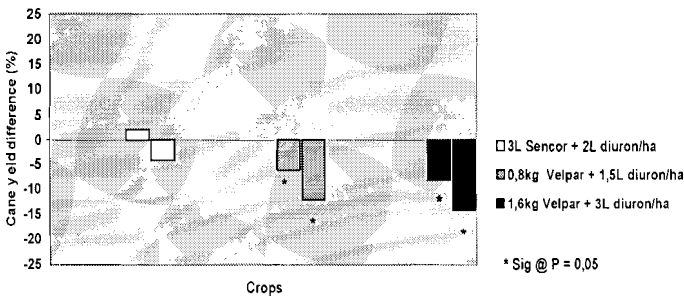 Cane y eld difference (%)
25
20
15
10
5
0
-5
-10
-15
-20
-25
*
*
*
*
Crops
3L Sencor + 2L diuron/ha
0,8kg Velpar + 1,5L diuron/ha
1,6kg Velpar + 3L diuron/ha
* Sig @ P = 0,05